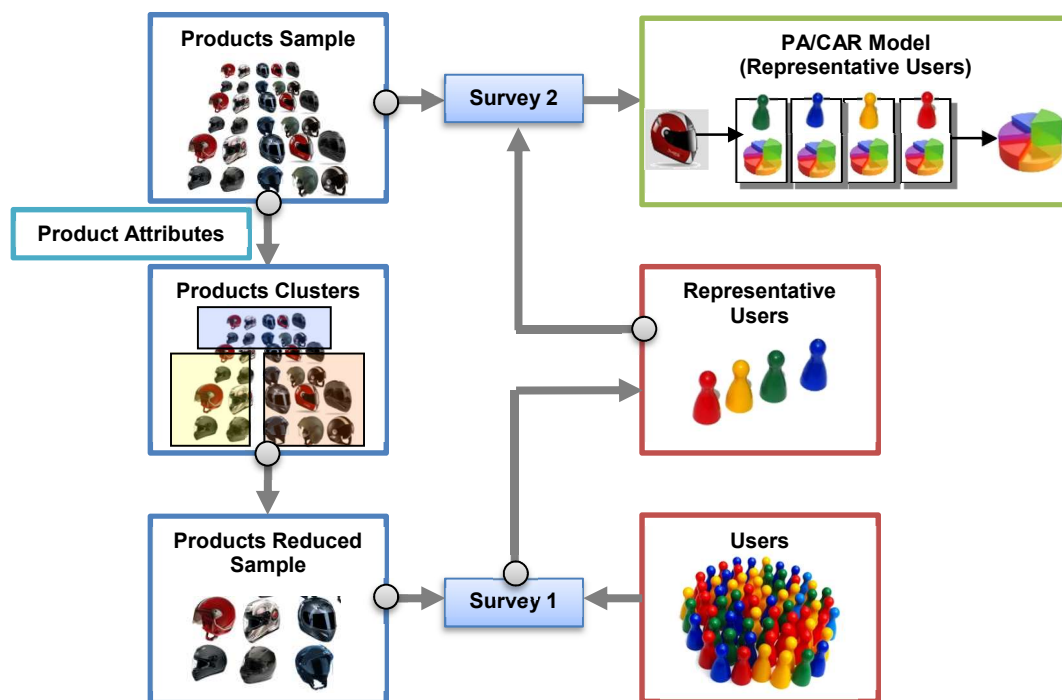 Products Sample
Survey 2
PA/CAR Model
(Representative Users)
Product Attributes
Products Clusters
Representative
Users
Products Reduced
Sample
Survey 1
Users